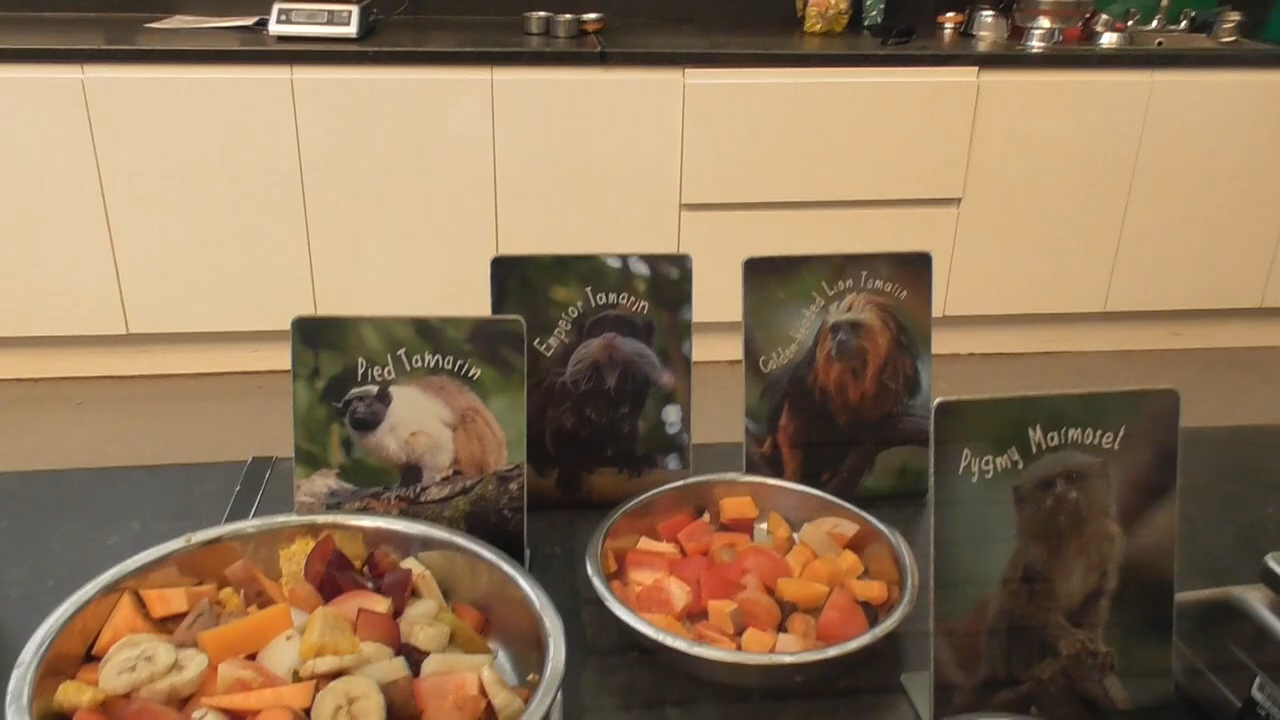 Emperor Tamarin
Golden-headed Lion Tamarin
Pied Tamarin
Pygmy Marmoset